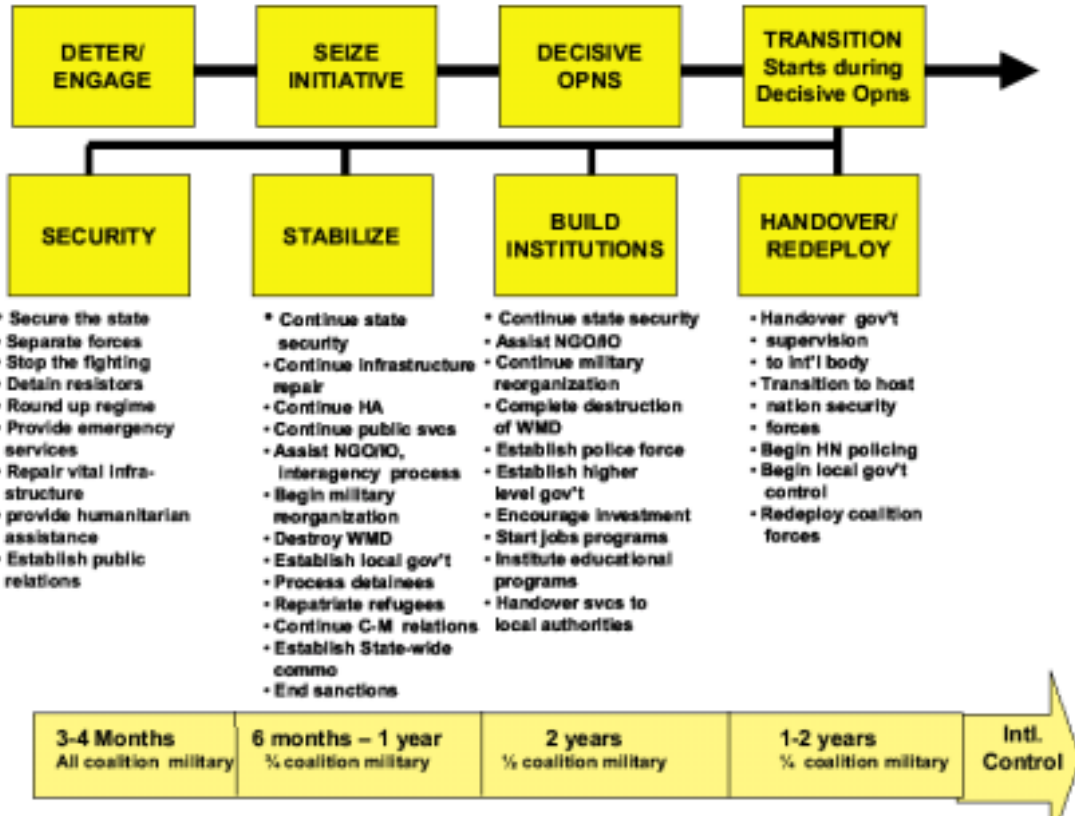 DETER/
ENGAGE
SEIZE
INITIATIVE
DECISIVE
OPNS
TRANSITION
Starts during
Decisive Opns
SECURITY
STABILIZE
BUILD
INSTITUTIONS
HANDOVER/
REDEPLOY
• Secure the state
• Separate forces
• Stop the fighting
• Detain resistors
• Round up regime
• Provide emergency
services
• Repair vital infra-
structure
• provide humanitarian
assistance
• Establish public
relations
• Continue state
security
• Continue infrastructure
repair
• Continue HA
• Continue public svcs
• Assist NGO/IO,
interagency process
• Begin military
reorganization
• Destroy WMD
• Establish local gov't
• Process detainees
• Repatriate refugees
• Continue C-M relations
• Establish State-wide
commo
• End sanctions
• Continue state security
• Assist NGO/IO
• Continue military
reorganization
• Complete destruction
of WMD
• Establish police force
• Establish higher
level gov't
• Encourage investment
• Start jobs programs
• Institute educational
programs
• Handover svcs to
local authorities
• Handover gov't
• supervision
• to int'l body
• Transition to host
• nation security
• forces
• Begin HN policing
• Begin local gov't
control
• Redeploy coalition
forces
3-4 Months
All coalition military
6 months – 1 year
¾ coalition military
2 years
½ coalition military
1-2 years
¼ coalition military
Intl.
Control